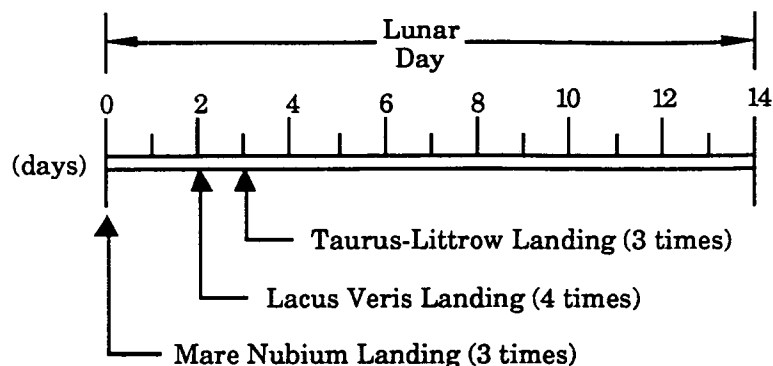 Lunar
Day
0 2 4 6 8 10 12 14
(days)
Taurus-Littrow Landing (3 times)
Lacus Veris Landing (4 times)
Mare Nubium Landing (3 times)